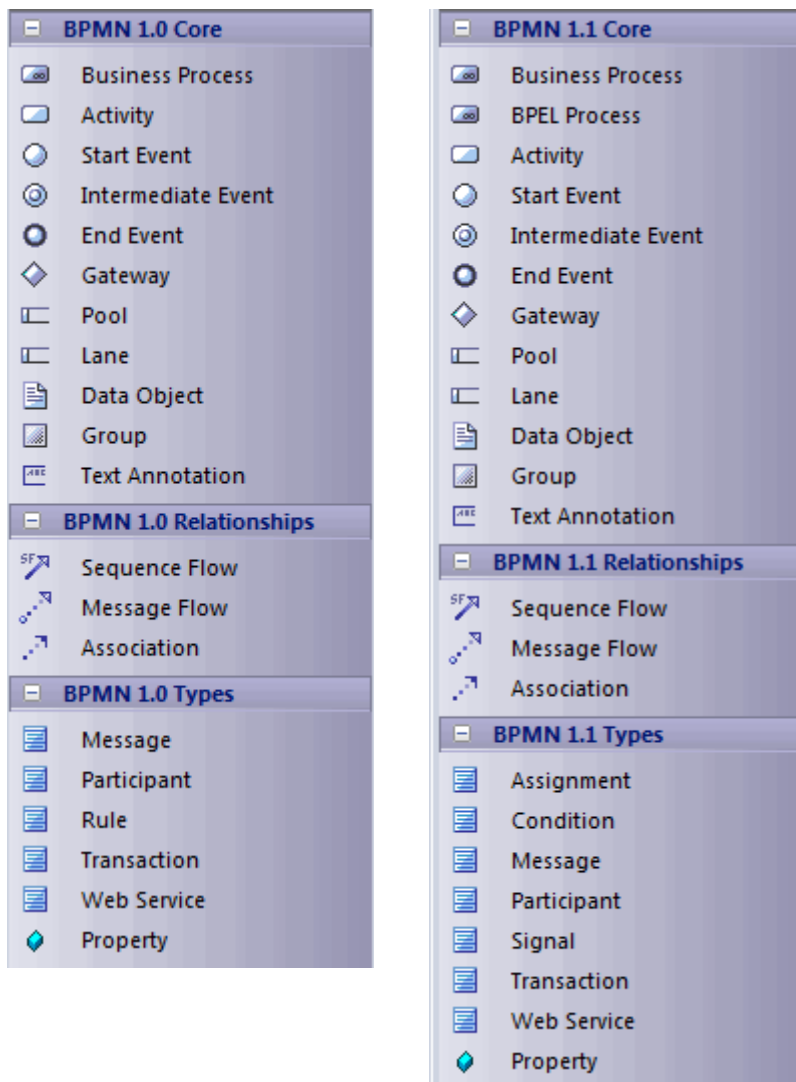 BPMN 1.0 Core
Business Process
Activity
Start Event
Intermediate Event
End Event
Gateway
Pool
Lane
Data Object
Group
Text Annotation
BPMN 1.0 Relationships
SF
Sequence Flow
Message Flow
Association
BPMN 1.0 Types
Message
Participant
Rule
Transaction
Web Service
Property
BPMN 1.1 Core
Business Process
BPEL Process
Activity
Start Event
Intermediate Event
End Event
Gateway
Pool
Lane
Data Object
Group
Text Annotation
BPMN 1.1 Relationships
SF
Sequence Flow
Message Flow
Association
BPMN 1.1 Types
Assignment
Condition
Message
Participant
Signal
Transaction
Web Service
Property